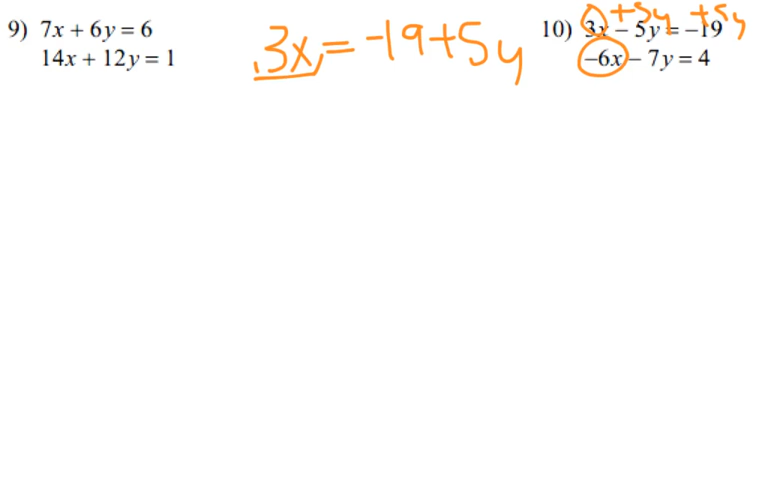 9) 7x + 6y = 6
14x + 12y = 1
3x = -19+5y
+5y +5y
10) 3x − 5y = −19
−6x − 7y = 4